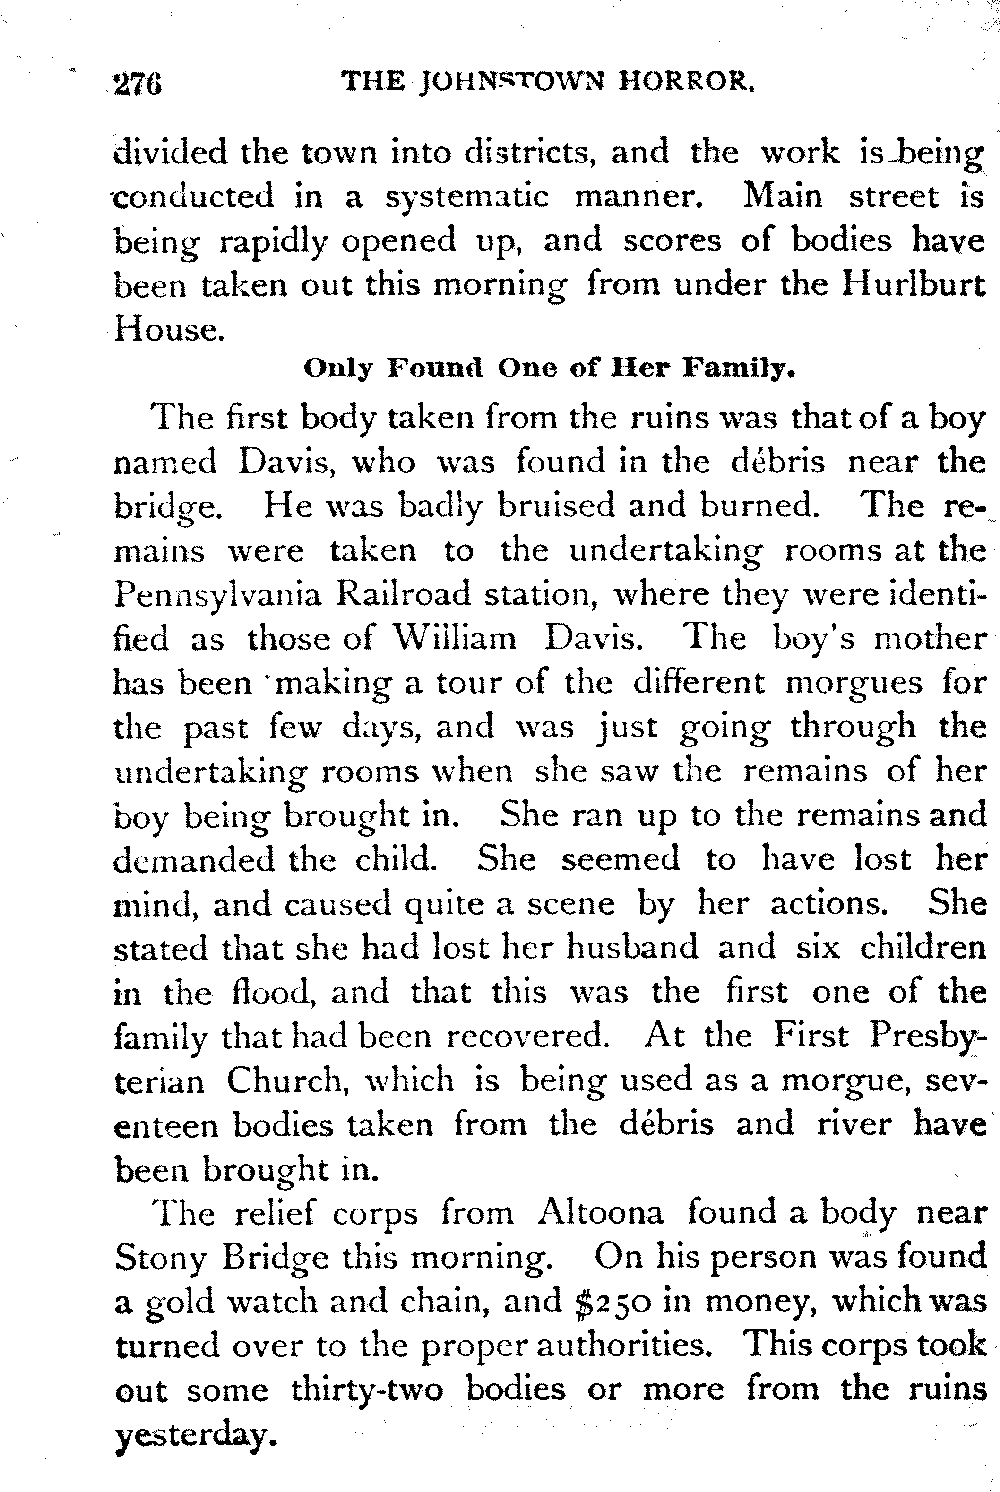 276 THE JOHNSTOWN HORROR.
divided the town into districts, and the work is being
conducted in a systematic manner. Main street is
being rapidly opened up, and scores of bodies have
been taken out this morning from under the Hurlburt
House.
Only Found One of Her Family.
The first body taken from the ruins was that of a boy
named Davis, who was found in the débris near the
bridge. He was badly bruised and burned. The re-
mains were taken to the undertaking rooms at the
Pennsylvania Railroad station, where they were identi-
fied as those of William Davis. The boy's mother
has been making a tour of the different morgues for
the past few days, and was just going through the
undertaking rooms when she saw the remains of her
boy being brought in. She ran up to the remains and
demanded the child. She seemed to have lost her
mind, and caused quite a scene by her actions. She
stated that she had lost her husband and six children
in the flood, and that this was the first one of the
family that had been recovered. At the First Presby-
terian Church, which is being used as a morgue, sev-
enteen bodies taken from the débris and river have
been brought in.
The relief corps from Altoona found a body near
Stony Bridge this morning. On his person was found
a gold watch and chain, and $250 in money, which was
turned over to the proper authorities. This corps took
out some thirty-two bodies or more from the ruins
yesterday.